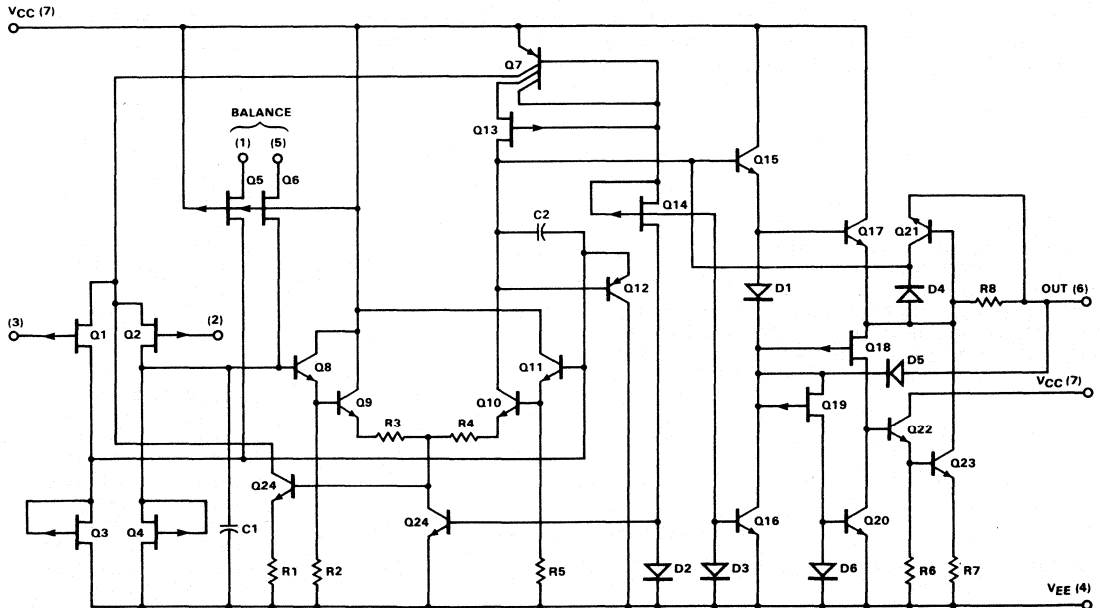 VCC (7)
Q7
BALANCE
(1) (5)
Q13
Q5 Q6
Q15
Q14
C2
Q17 Q21
Q12
D1
D4
R8
OUT (6)
(3)
Q1 Q2
(2)
Q8
Q11
Q18
D5
VCC (7)
Q9
Q10
Q19
R3 R4
Q22
Q23
Q24
Q24
Q3 Q4
C1
Q16
Q20
R1 R2
R5
D2 D3
D6
R6 R7
VEE (4)